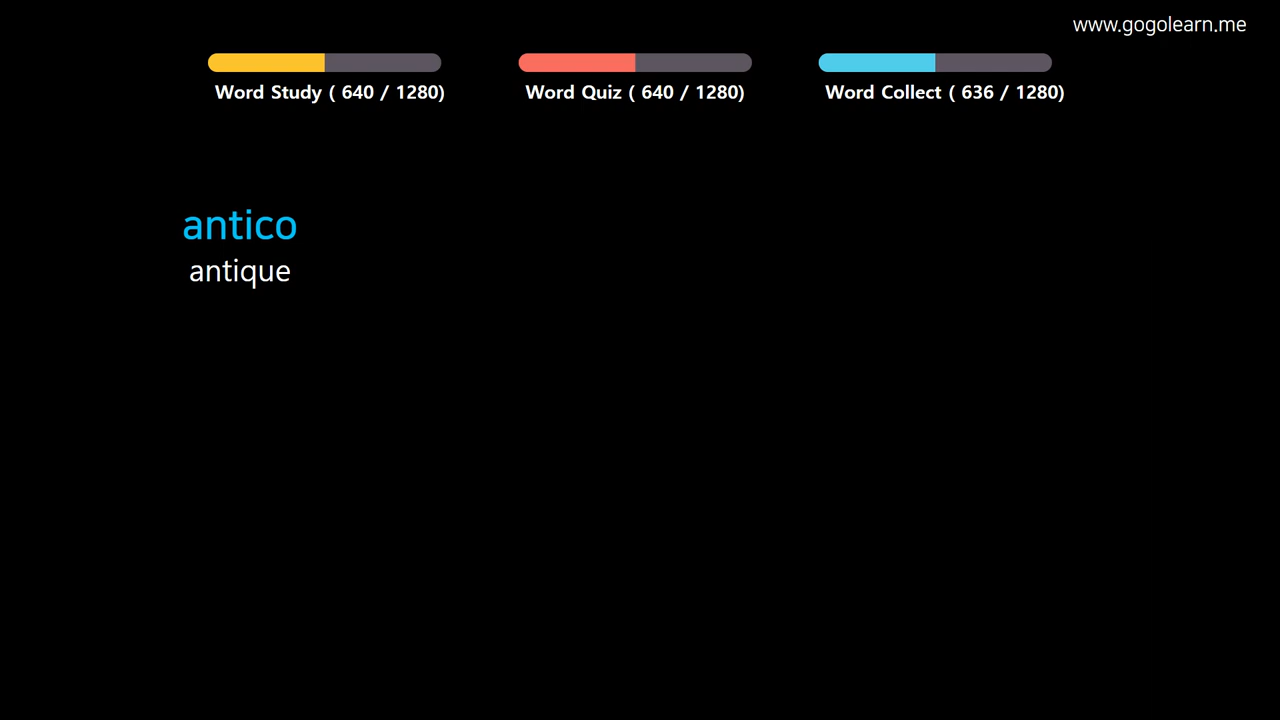 www.gogolearn.me
Word Study ( 640 / 1280)
Word Quiz ( 640 / 1280)
Word Collect ( 636 / 1280)
antico
antique